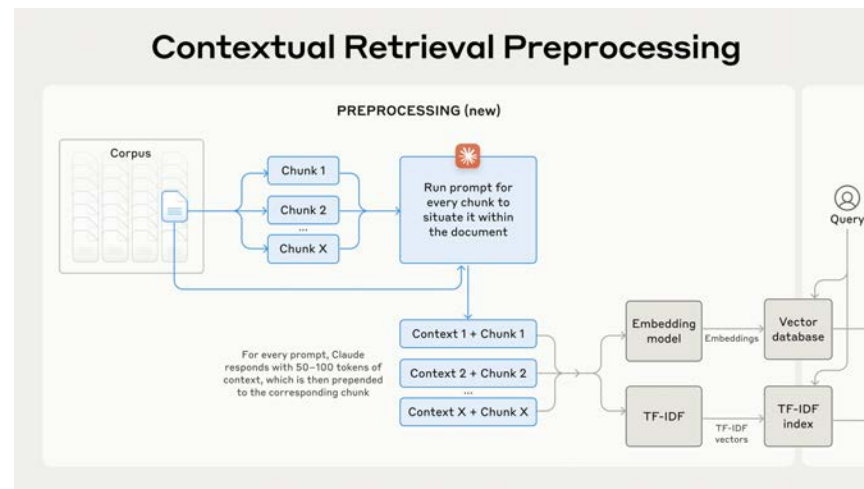 Contextual Retrieval Preprocessing
PREPROCESSING (new)
Corpus
Chunk 1
Chunk 2
...
Chunk X
Run prompt for
every chunk to
situate it within
the document
Query
Context 1 + Chunk 1
Context 2 + Chunk 2
...
Context X + Chunk X
For every prompt, Claude
responds with 50–100 tokens of
context, which is then prepended
to the corresponding chunk
Embedding
model
Embeddings
Vector
database
TF-IDF
TF-IDF
vectors
TF-IDF
index